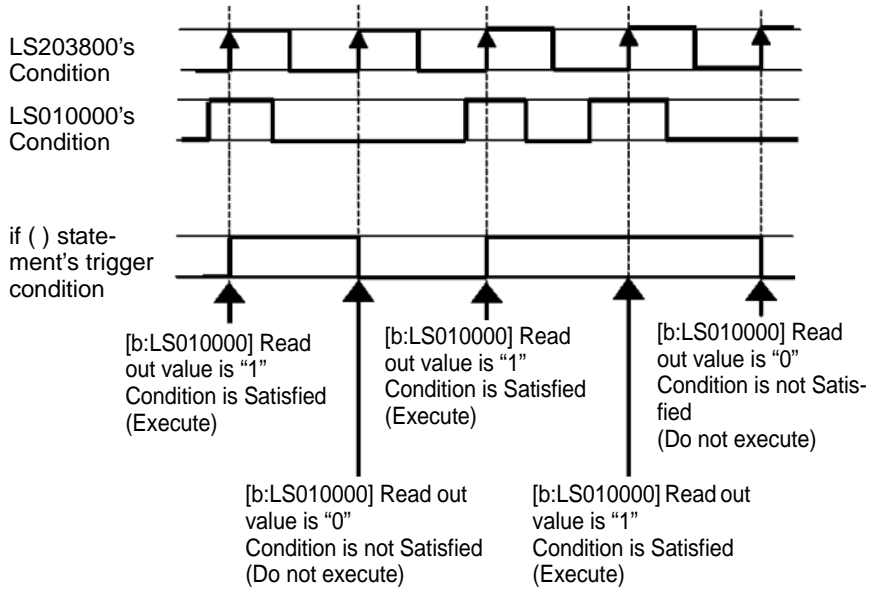 LS203800's
Condition
LS010000's
Condition
if ( ) state-
ment's trigger
condition
[b:LS010000] Read
out value is “1”
Condition is Satisfied
(Execute)
[b:LS010000] Read
out value is “1”
Condition is Satisfied
(Execute)
[b:LS010000] Read
out value is “0”
Condition is not Satis-
fied
(Do not execute)
[b:LS010000] Read out
value is “0”
Condition is not Satisfied
(Do not execute)
[b:LS010000] Read out
value is “1”
Condition is Satisfied
(Execute)